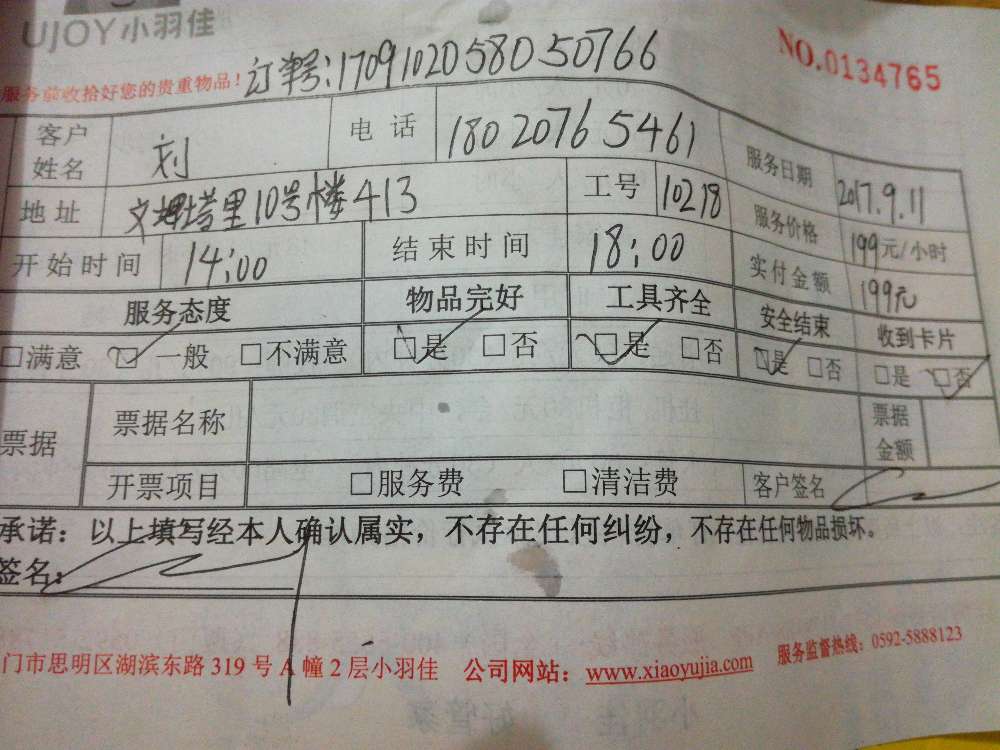 UJOY小羽佳
NO.0134765
服务前收拾好您的贵重物品! 订单号:1709102058050766
客户姓名 刘 电话 18020765461 服务日期 2017.9.11
地址 文 塔里10号楼413 工号 10218 服务价格 199元/小时
开始时间 14:00 结束时间 18:00 实付金额 199元
服务态度 物品完好 工具齐全 安全结束 收到卡片
□满意 ☑一般 □不满意 ☑是 □否 ☑是 □否 ☑是 □否 □是 ☑否
票据 票据名称 票据金额
开票项目 □服务费 □清洁费 客户签名
承诺：以上填写经本人确认属实，不存在任何纠纷，不存在任何物品损坏。
签名：
门市思明区湖滨东路 319 号 A 幢 2 层小羽佳 公司网站：www.xiaoyujia.com 服务监督热线：0592-5888123